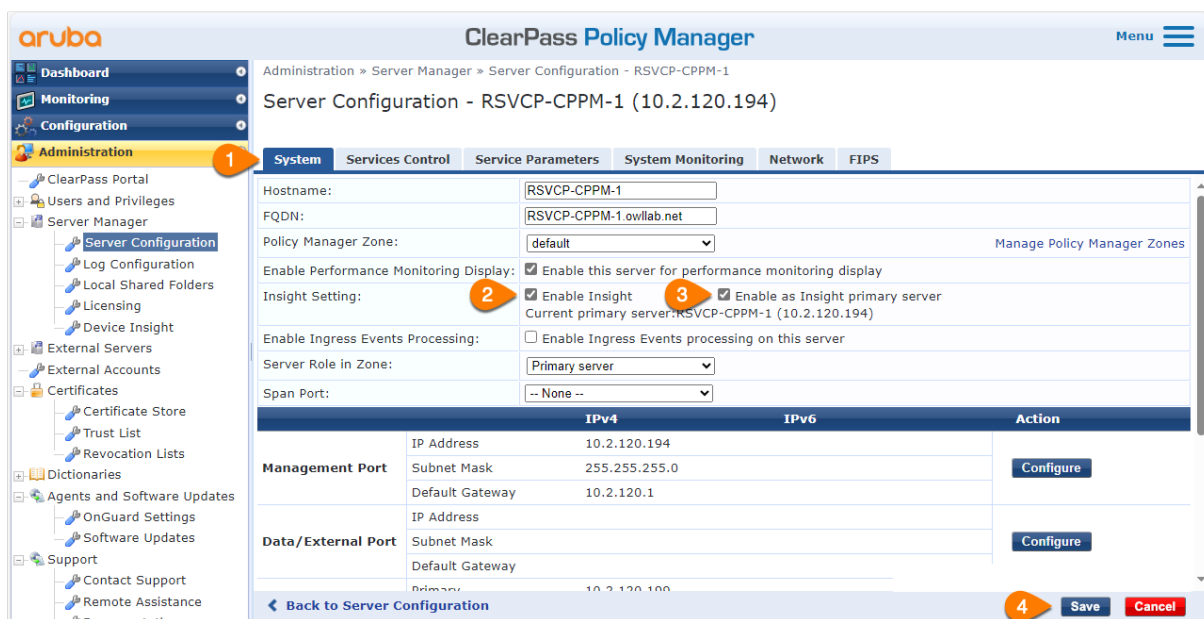 aruba
ClearPass Policy Manager
Menu
Dashboard
Monitoring
Configuration
Administration
ClearPass Portal
Users and Privileges
Server Manager
Server Configuration
Log Configuration
Local Shared Folders
Licensing
Device Insight
External Servers
External Accounts
Certificates
Certificate Store
Trust List
Revocation Lists
Dictionaries
Agents and Software Updates
OnGuard Settings
Software Updates
Support
Contact Support
Remote Assistance
Administration » Server Manager » Server Configuration - RSVCP-CPPM-1
Server Configuration - RSVCP-CPPM-1 (10.2.120.194)
1 System Services Control Service Parameters System Monitoring Network FIPS
Hostname: RSVCP-CPPM-1
FQDN: RSVCP-CPPM-1.owllab.net
Policy Manager Zone: default Manage Policy Manager Zones
Enable Performance Monitoring Display: Enable this server for performance monitoring display
Insight Setting: 2 Enable Insight 3 Enable as Insight primary server
Current primary server:RSVCP-CPPM-1 (10.2.120.194)
Enable Ingress Events Processing: Enable Ingress Events processing on this server
Server Role in Zone: Primary server
Span Port: -- None --
IPv4 IPv6 Action
IP Address 10.2.120.194
Management Port Subnet Mask 255.255.255.0 Configure
Default Gateway 10.2.120.1
IP Address
Data/External Port Subnet Mask Configure
Default Gateway
Back to Server Configuration 4 Save Cancel